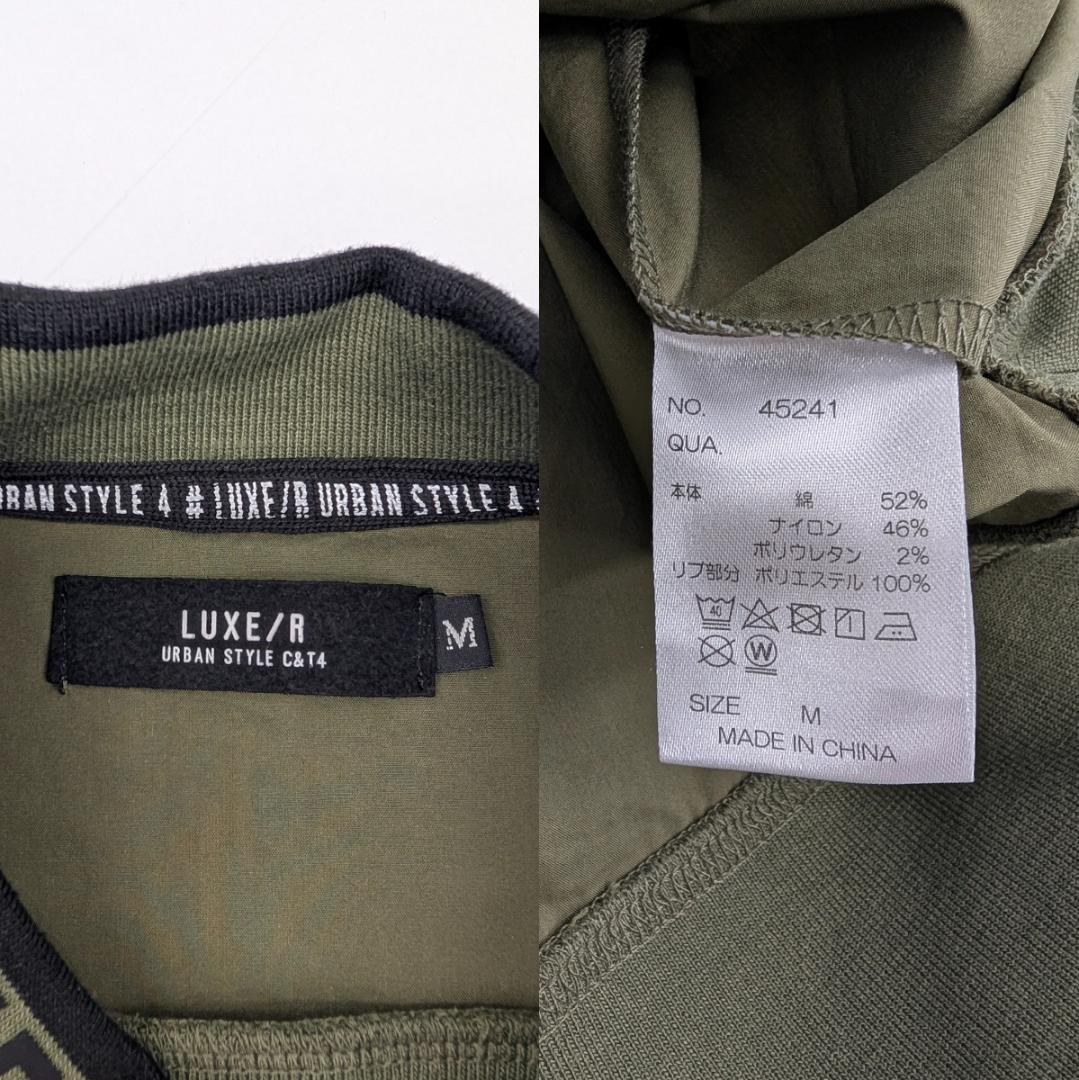 RBAN STYLE 4 # LUXE/R URBAN STYLE 4 #
LUXE/R
URBAN STYLE C&T4
M
NO. 45241
QUA.
本体 綿 52%
ナイロン 46%
ポリウレタン 2%
リブ部分 ポリエステル 100%
40
W
SIZE M
MADE IN CHINA